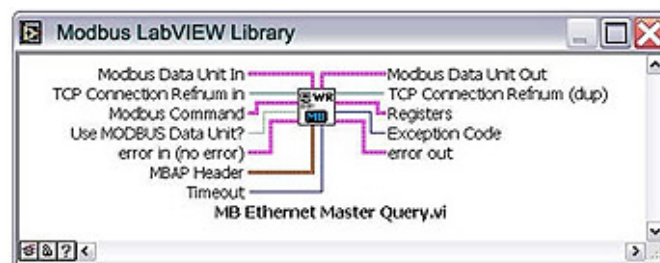 Modbus LabVIEW Library
Modbus Data Unit In
Modbus Data Unit Out
TCP Connection Refnum in
TCP Connection Refnum (dup)
Modbus Command
Registers
Use MODBUS Data Unit?
Exception Code
error in (no error)
error out
MBAP Header
Timeout
WR
MB
MB Ethernet Master Query.vi
?